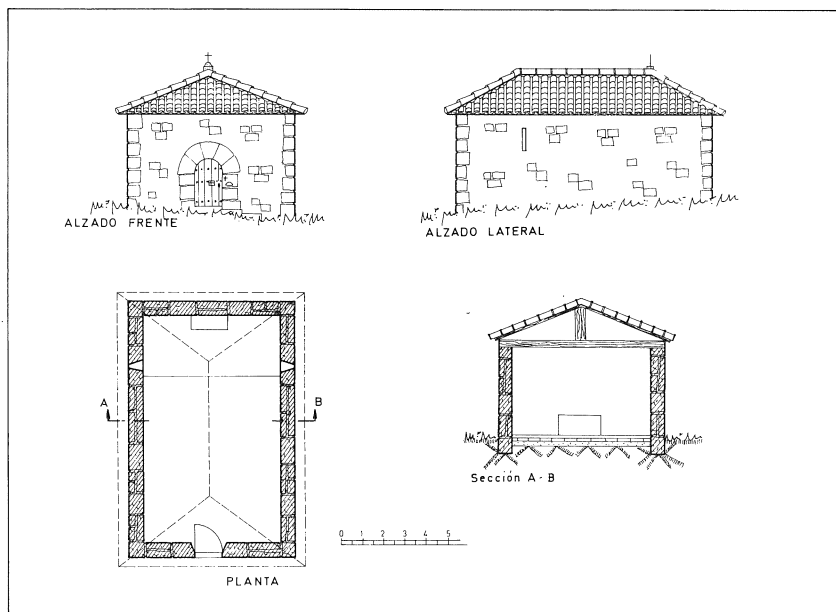 ALZADO FRENTE
ALZADO LATERAL
A
B
Sección A - B
0 1 2 3 4 5
PLANTA